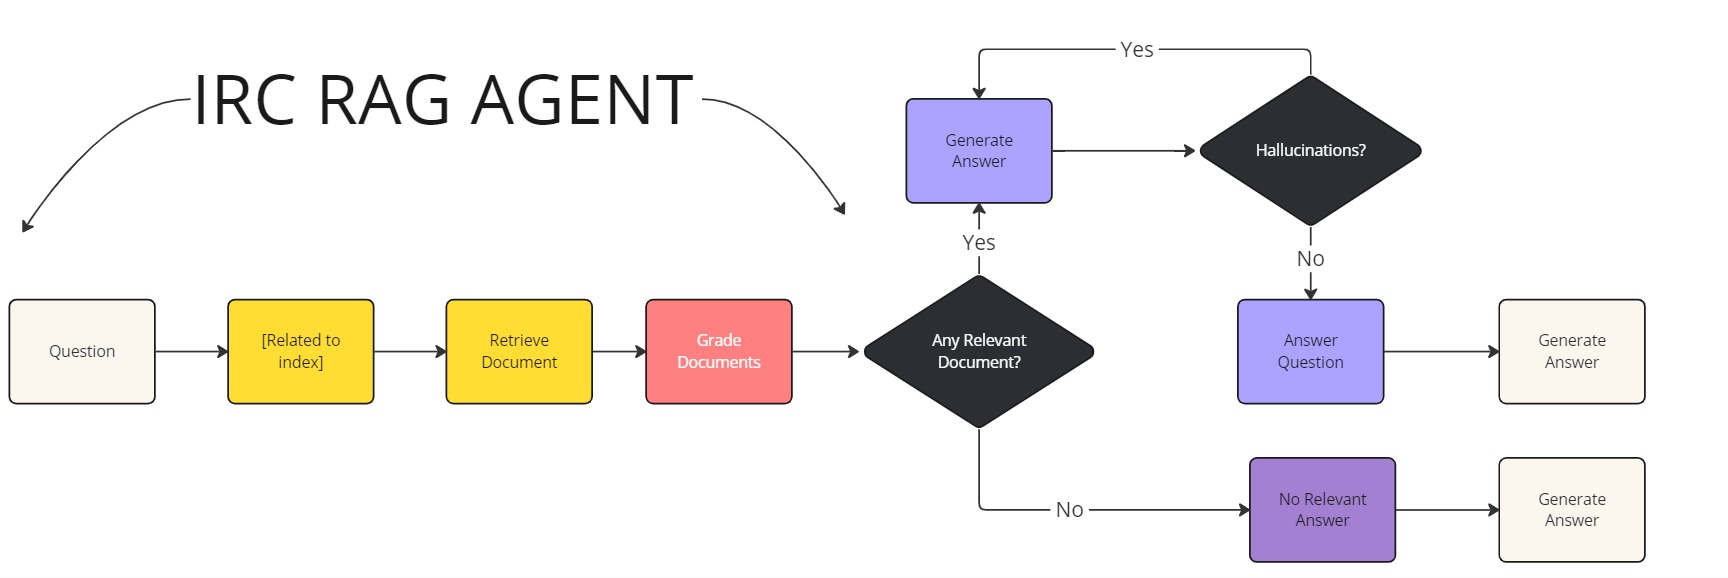 IRC RAG AGENT
Yes
Generate
Answer
Hallucinations?
Yes
No
Question
[Related to
index]
Retrieve
Document
Grade
Documents
Any Relevant
Document?
Answer
Question
Generate
Answer
No
No Relevant
Answer
Generate
Answer